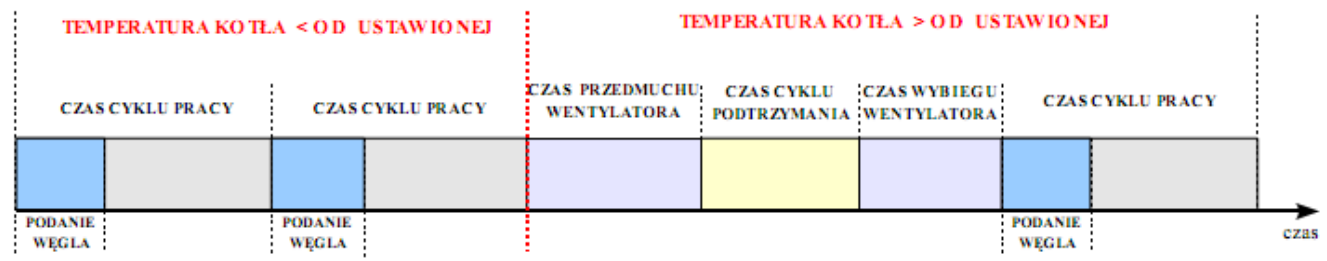 TEMPERATURA KOTŁA < OD USTAWIONEJ
TEMPERATURA KOTŁA > OD USTAWIONEJ
CZAS CYKLU PRACY
CZAS CYKLU PRACY
CZAS PRZEDMUCHU
WENTYLATORA
CZAS CYKLU
PODTRZYMANIA
CZAS WYBIEGU
WENTYLATORA
CZAS CYKLU PRACY
PODANIE
WĘGLA
PODANIE
WĘGLA
PODANIE
WĘGLA
czas